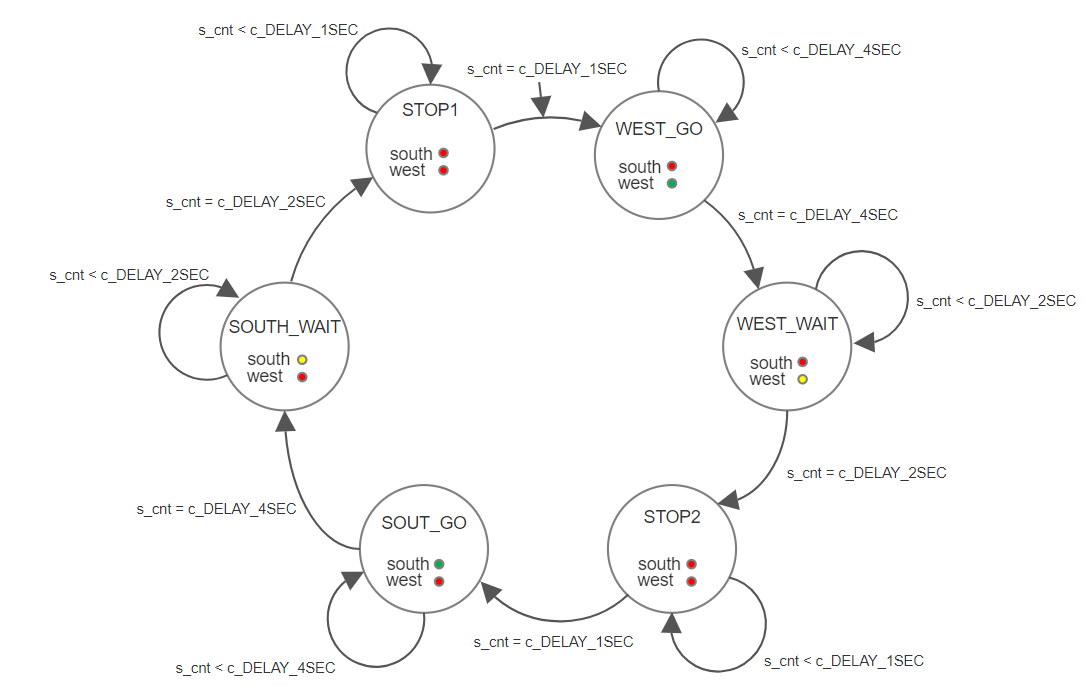 s_cnt < c_DELAY_1SEC
s_cnt = c_DELAY_1SEC
s_cnt < c_DELAY_4SEC
STOP1
south
west
WEST_GO
south
west
s_cnt = c_DELAY_2SEC
s_cnt = c_DELAY_4SEC
s_cnt < c_DELAY_2SEC
s_cnt < c_DELAY_2SEC
SOUTH_WAIT
south
west
WEST_WAIT
south
west
s_cnt = c_DELAY_2SEC
s_cnt = c_DELAY_4SEC
SOUT_GO
south
west
STOP2
south
west
s_cnt = c_DELAY_1SEC
s_cnt < c_DELAY_4SEC
s_cnt < c_DELAY_1SEC